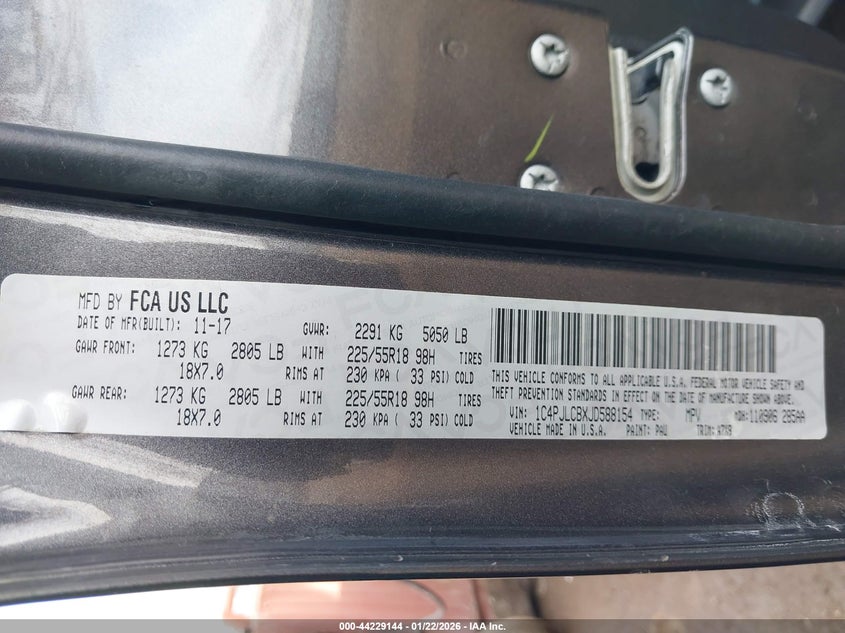 MFD BY FCA US LLC
DATE OF MFR(BUILT): 11-17 GVWR: 2291 KG 5050 LB
GAWR FRONT: 1273 KG 2805 LB WITH 225/55R18 98H TIRES
18X7.0 RIMS AT 230 KPA ( 33 PSI) COLD
GAWR REAR: 1273 KG 2805 LB WITH 225/55R18 98H TIRES
18X7.0 RIMS AT 230 KPA ( 33 PSI) COLD
THIS VEHICLE CONFORMS TO ALL APPLICABLE U.S.A. FEDERAL MOTOR VEHICLE SAFETY AND
THEFT PREVENTION STANDARDS IN EFFECT ON THE DATE OF MANUFACTURE SHOWN ABOVE.
VIN: 1C4PJLCBXJD588154 TYPE: MPV MDH: 110906 285AA
VEHICLE MADE IN U.S.A. PAINT: PAU TRIM: A7X9
000-44229144 - 01/22/2026 - IAA Inc.